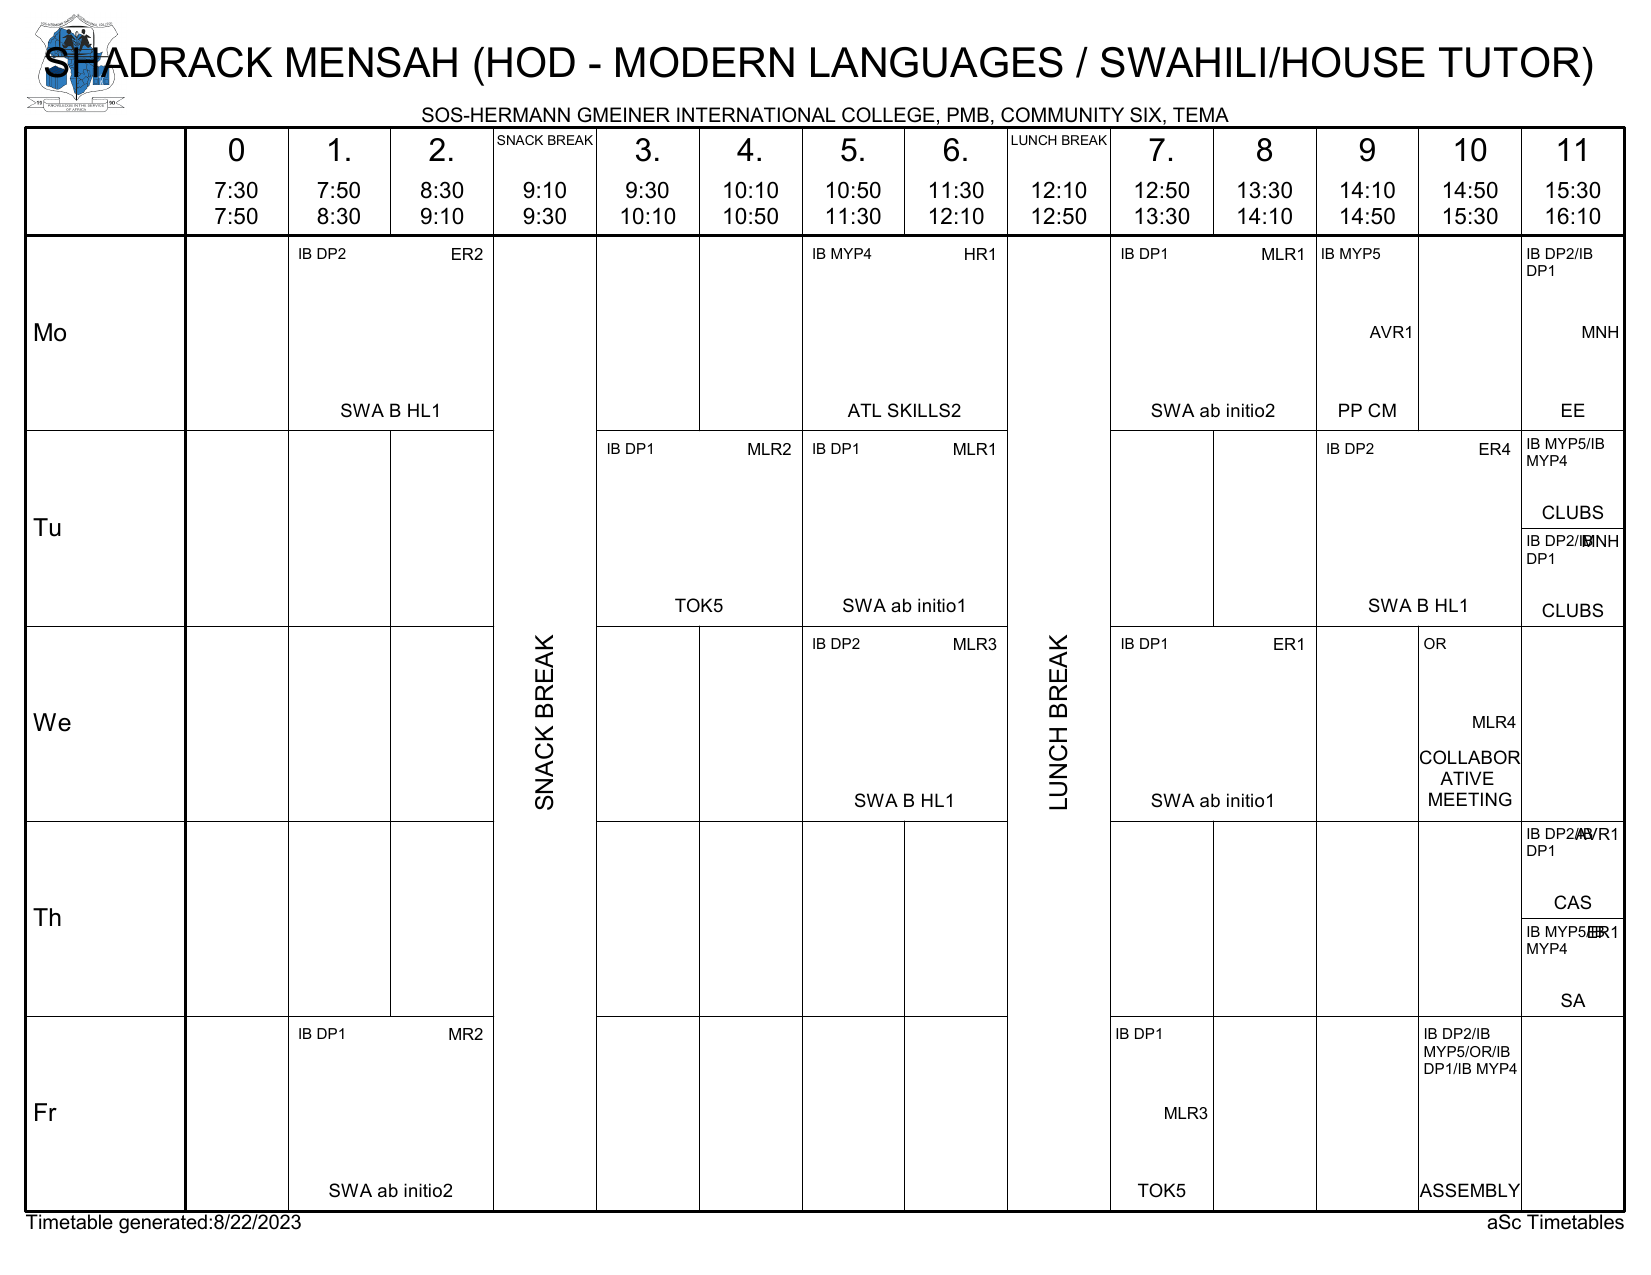 SHADRACK MENSAH (HOD - MODERN LANGUAGES / SWAHILI/HOUSE TUTOR)
KNOWLEDGE IN THE SERVICE
OF AFRICA
19 90
SOS-HERMANN GMEINER INTERNATIONAL COLLEGE, PMB, COMMUNITY SIX, TEMA
0 1. 2. SNACK BREAK 3. 4. 5. 6. LUNCH BREAK 7. 8 9 10 11
7:30 7:50 8:30 9:10 9:30 10:10 10:50 11:30 12:10 12:50 13:30 14:10 14:50 15:30
7:50 8:30 9:10 9:30 10:10 10:50 11:30 12:10 12:50 13:30 14:10 14:50 15:30 16:10
Mo
IB DP2 ER2
SWA B HL1
IB MYP4 HR1
ATL SKILLS2
IB DP1 MLR1
SWA ab initio2
IB MYP5
AVR1
PP CM
IB DP2/IB
DP1
MNH
EE
Tu
IB DP1 MLR2
TOK5
IB DP1 MLR1
SWA ab initio1
IB DP2 ER4
SWA B HL1
IB MYP5/IB
MYP4
CLUBS
IB DP2/IB MNH
DP1
CLUBS
SNACK BREAK
LUNCH BREAK
We
IB DP2 MLR3
SWA B HL1
IB DP1 ER1
SWA ab initio1
OR
MLR4
COLLABOR
ATIVE
MEETING
Th
IB DP2/IB AVR1
DP1
CAS
IB MYP5/IB ER1
MYP4
SA
Fr
IB DP1 MR2
SWA ab initio2
IB DP1
MLR3
TOK5
IB DP2/IB
MYP5/OR/IB
DP1/IB MYP4
ASSEMBLY
Timetable generated:8/22/2023 aSc Timetables